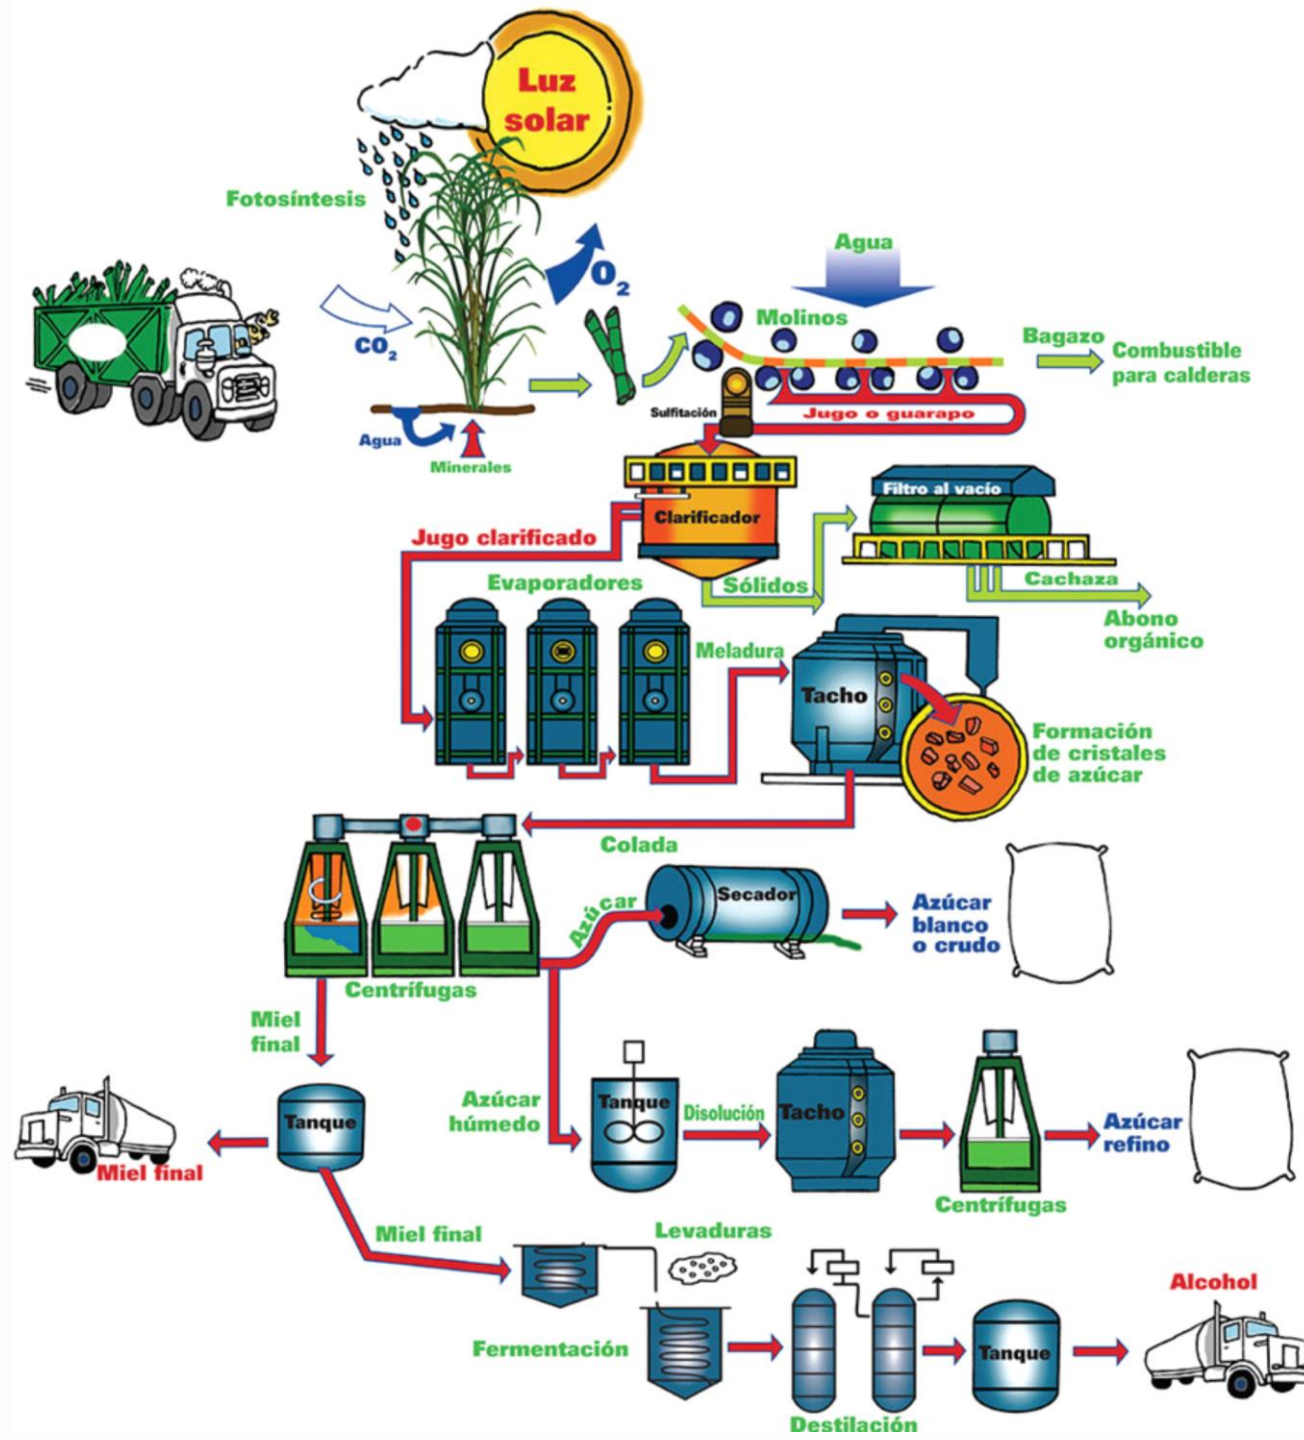 Luz
solar
Fotosíntesis
O₂
CO₂
Agua
Minerales
Agua
Molinos
Bagazo
Combustible
para calderas
Sulfitación
Jugo o guarapo
Clarificador
Filtro al vacío
Jugo clarificado
Sólidos
Cachaza
Abono
orgánico
Evaporadores
Meladura
Tacho
Formación
de cristales
de azúcar
Colada
Azúcar
Secador
Azúcar
blanco
o crudo
Centrífugas
Miel
final
Tanque
Miel final
Azúcar
húmedo
Tanque
Disolución
Tacho
Centrífugas
Azúcar
refino
Miel final
Levaduras
Fermentación
Destilación
Tanque
Alcohol